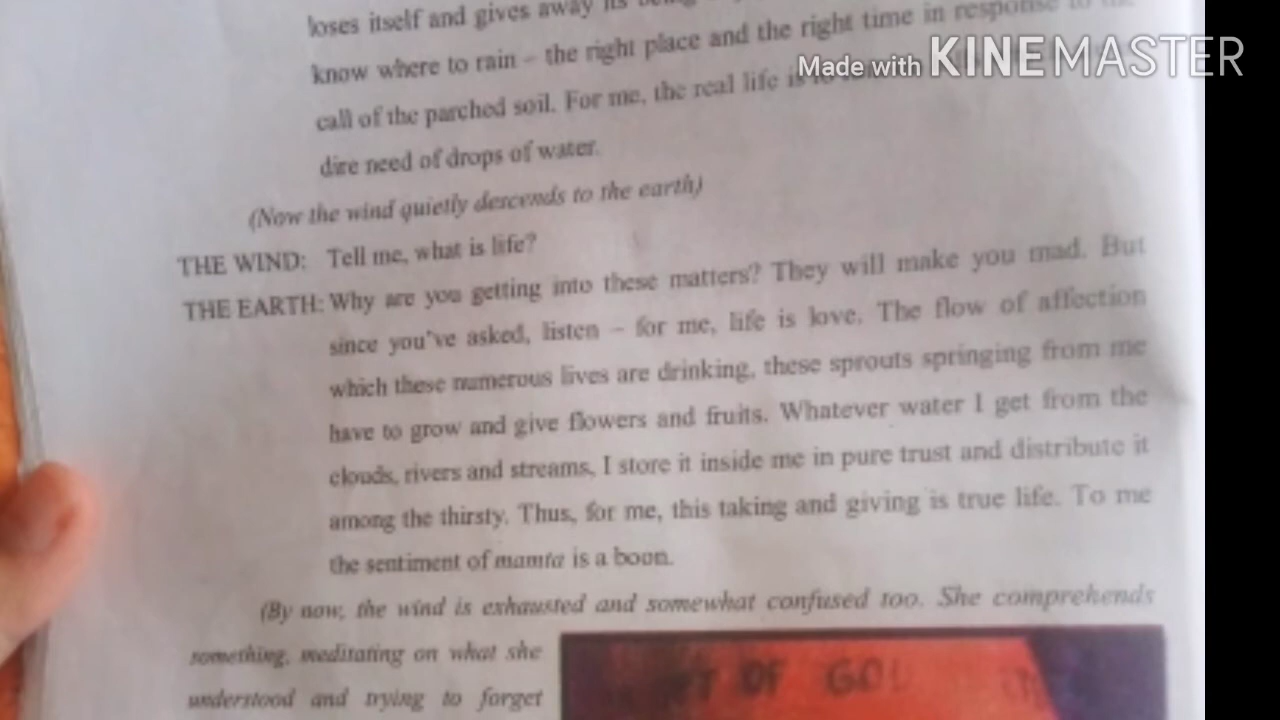 loses itself and gives away its
know where to rain – the right place and the right time in response to
Made with KINEMASTER
call of the parched soil. For me, the real life is
dire need of drops of water.
(Now the wind quietly descends to the earth)
THE WIND: Tell me, what is life?
THE EARTH: Why are you getting into these matters? They will make you mad. But
since you've asked, listen – for me, life is love. The flow of affection
which these numerous lives are drinking, these sprouts springing from me
have to grow and give flowers and fruits. Whatever water I get from the
clouds, rivers and streams, I store it inside me in pure trust and distribute it
among the thirsty. Thus, for me, this taking and giving is true life. To me
the sentiment of mamta is a boon.
(By now, the wind is exhausted and somewhat confused too. She comprehends
something, meditating on what she
understood and trying to forget
OF